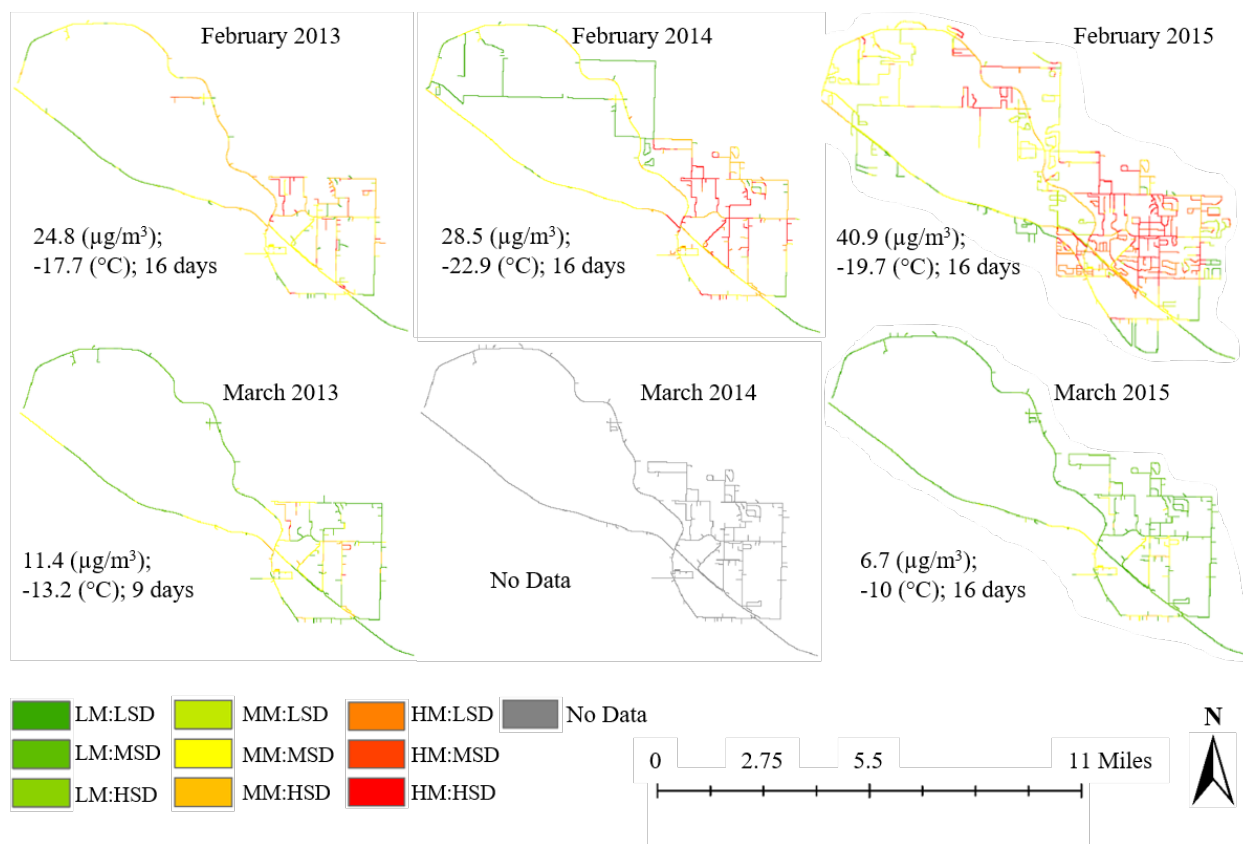 February 2013
February 2014
February 2015
24.8 (µg/m³);
-17.7 (°C); 16 days
28.5 (µg/m³);
-22.9 (°C); 16 days
40.9 (µg/m³);
-19.7 (°C); 16 days
March 2013
March 2014
March 2015
11.4 (µg/m³);
-13.2 (°C); 9 days
No Data
6.7 (µg/m³);
-10 (°C); 16 days
LM:LSD
MM:LSD
HM:LSD
No Data
LM:MSD
MM:MSD
HM:MSD
LM:HSD
MM:HSD
HM:HSD
0 2.75 5.5 11 Miles
N